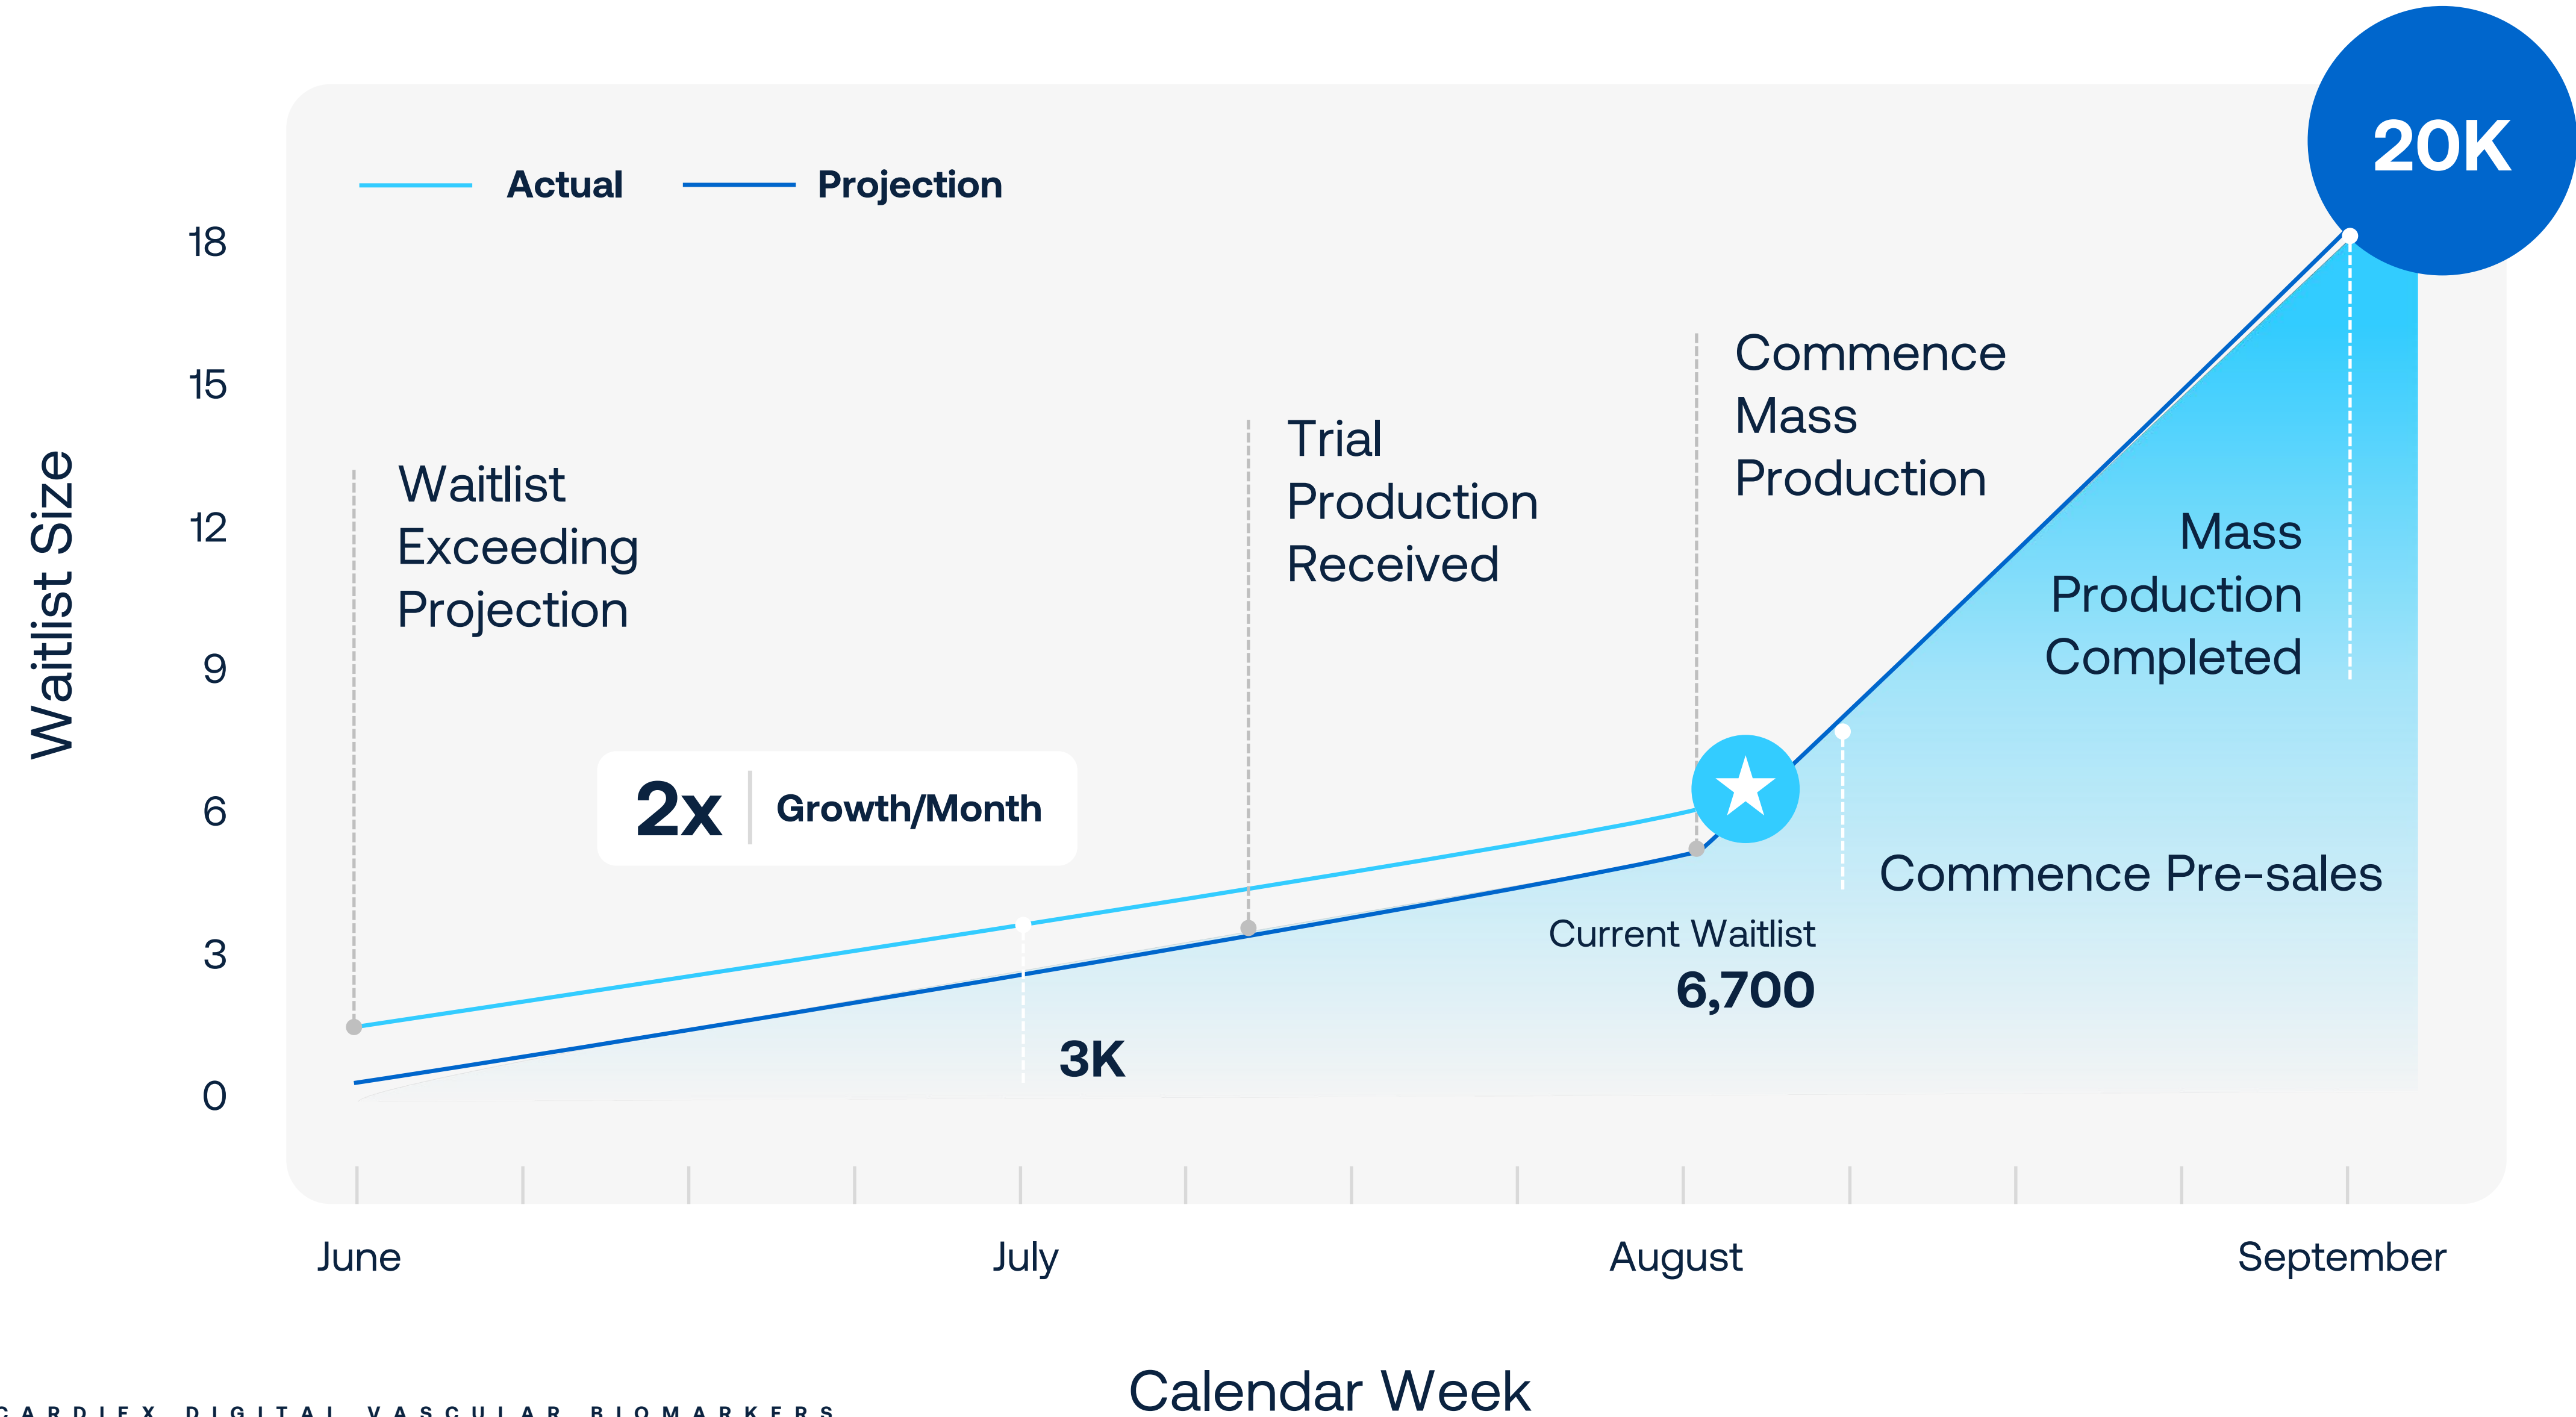 20K
Actual
Projection
18
15
12
9
6
3
0
Waitlist Size
Waitlist
Exceeding
Projection
Trial
Production
Received
Commence
Mass
Production
Mass
Production
Completed
2x
Growth/Month
Commence Pre-sales
Current Waitlist
6,700
3K
June
July
August
September
Calendar Week
CARDIEX DIGITAL VASCULAR BIOMARKERS